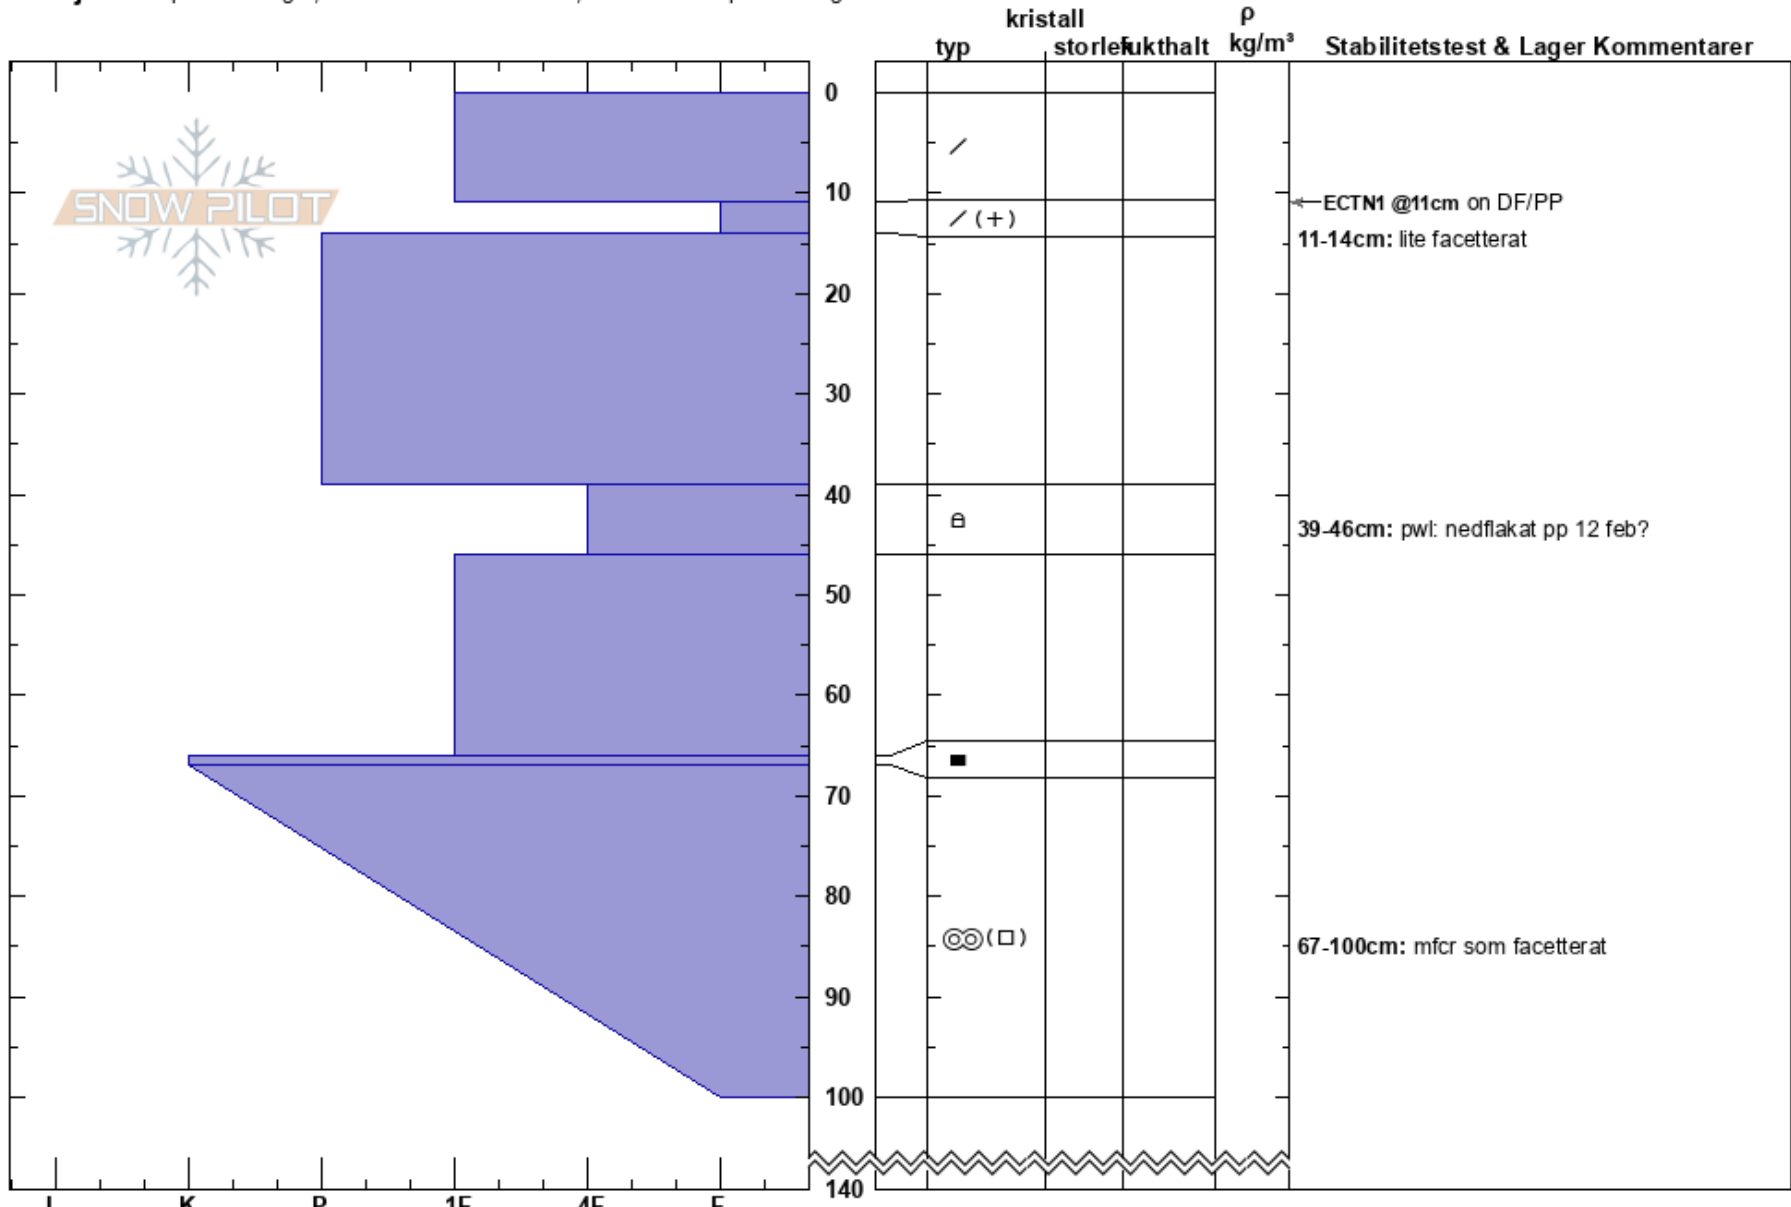 kristall
ρ
typ storlek fukthalt kg/m³ Stabilitetstest & Lager Kommentarer
0
SNOW PILOT
10
ECTN1 @11cm on DF/PP
(+)
11-14cm: lite facetterat
20
30
40
39-46cm: pwl: nedflakat pp 12 feb?
50
60
70
80
67-100cm: mfcr som facetterat
90
100
140
I K P 1F 4F F